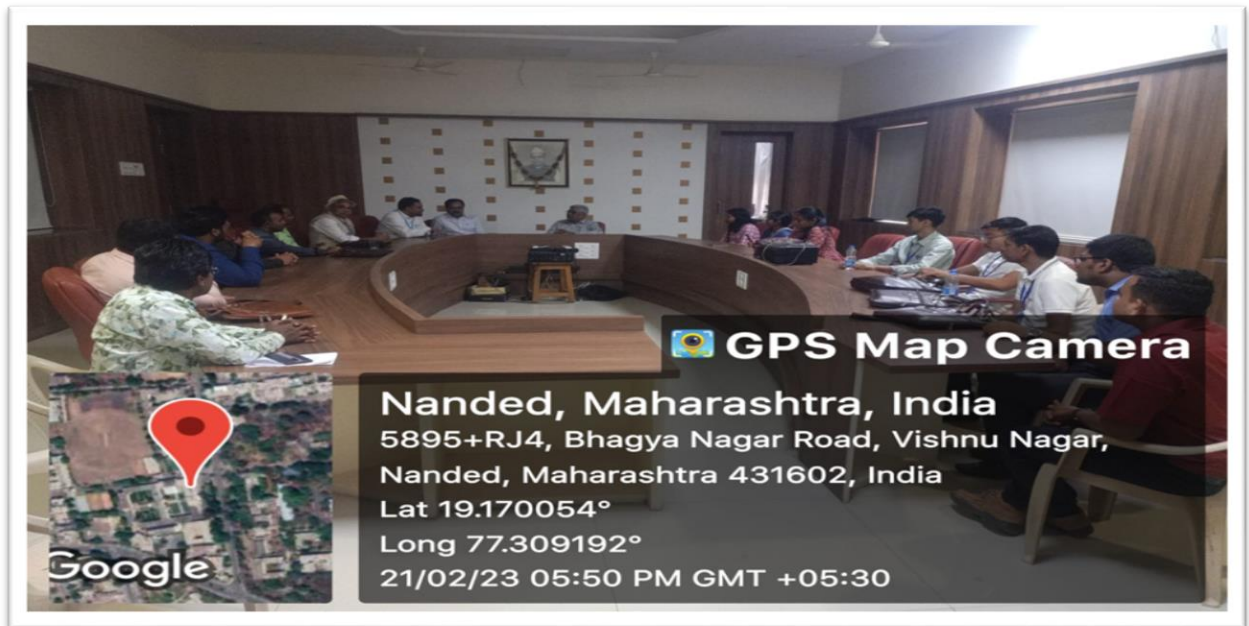 GPS Map Camera
Nanded, Maharashtra, India
5895+RJ4, Bhagya Nagar Road, Vishnu Nagar,
Nanded, Maharashtra 431602, India
Lat 19.170054°
Long 77.309192°
21/02/23 05:50 PM GMT +05:30
Google